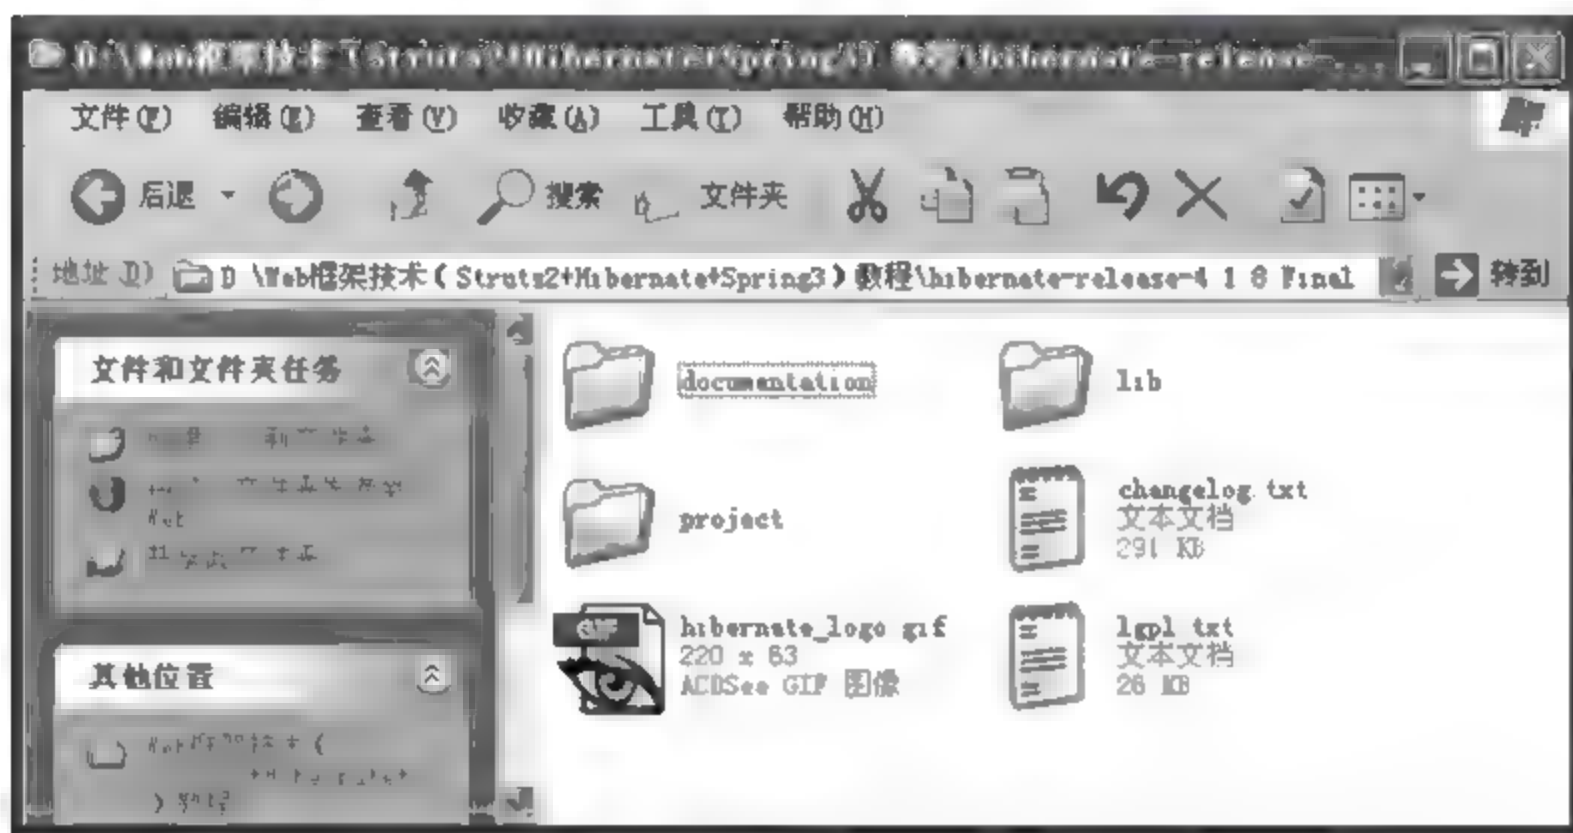 文件(F) 编辑(E) 查看(V) 收藏(A) 工具(T) 帮助(H)
后退 搜索 文件夹
地址 D) D \Web框架技术(Struts2+Hibernate+Spring3)教程\hibernate-release-4 1 8 Final 转到
文件和文件夹任务
documentation
lib
project
changelog.txt
文本文档
291 KB
hibernate_logo gif
220 x 63
ACDSee GIF 图像
GIF
lgpl txt
文本文档
26 KB
其他位置